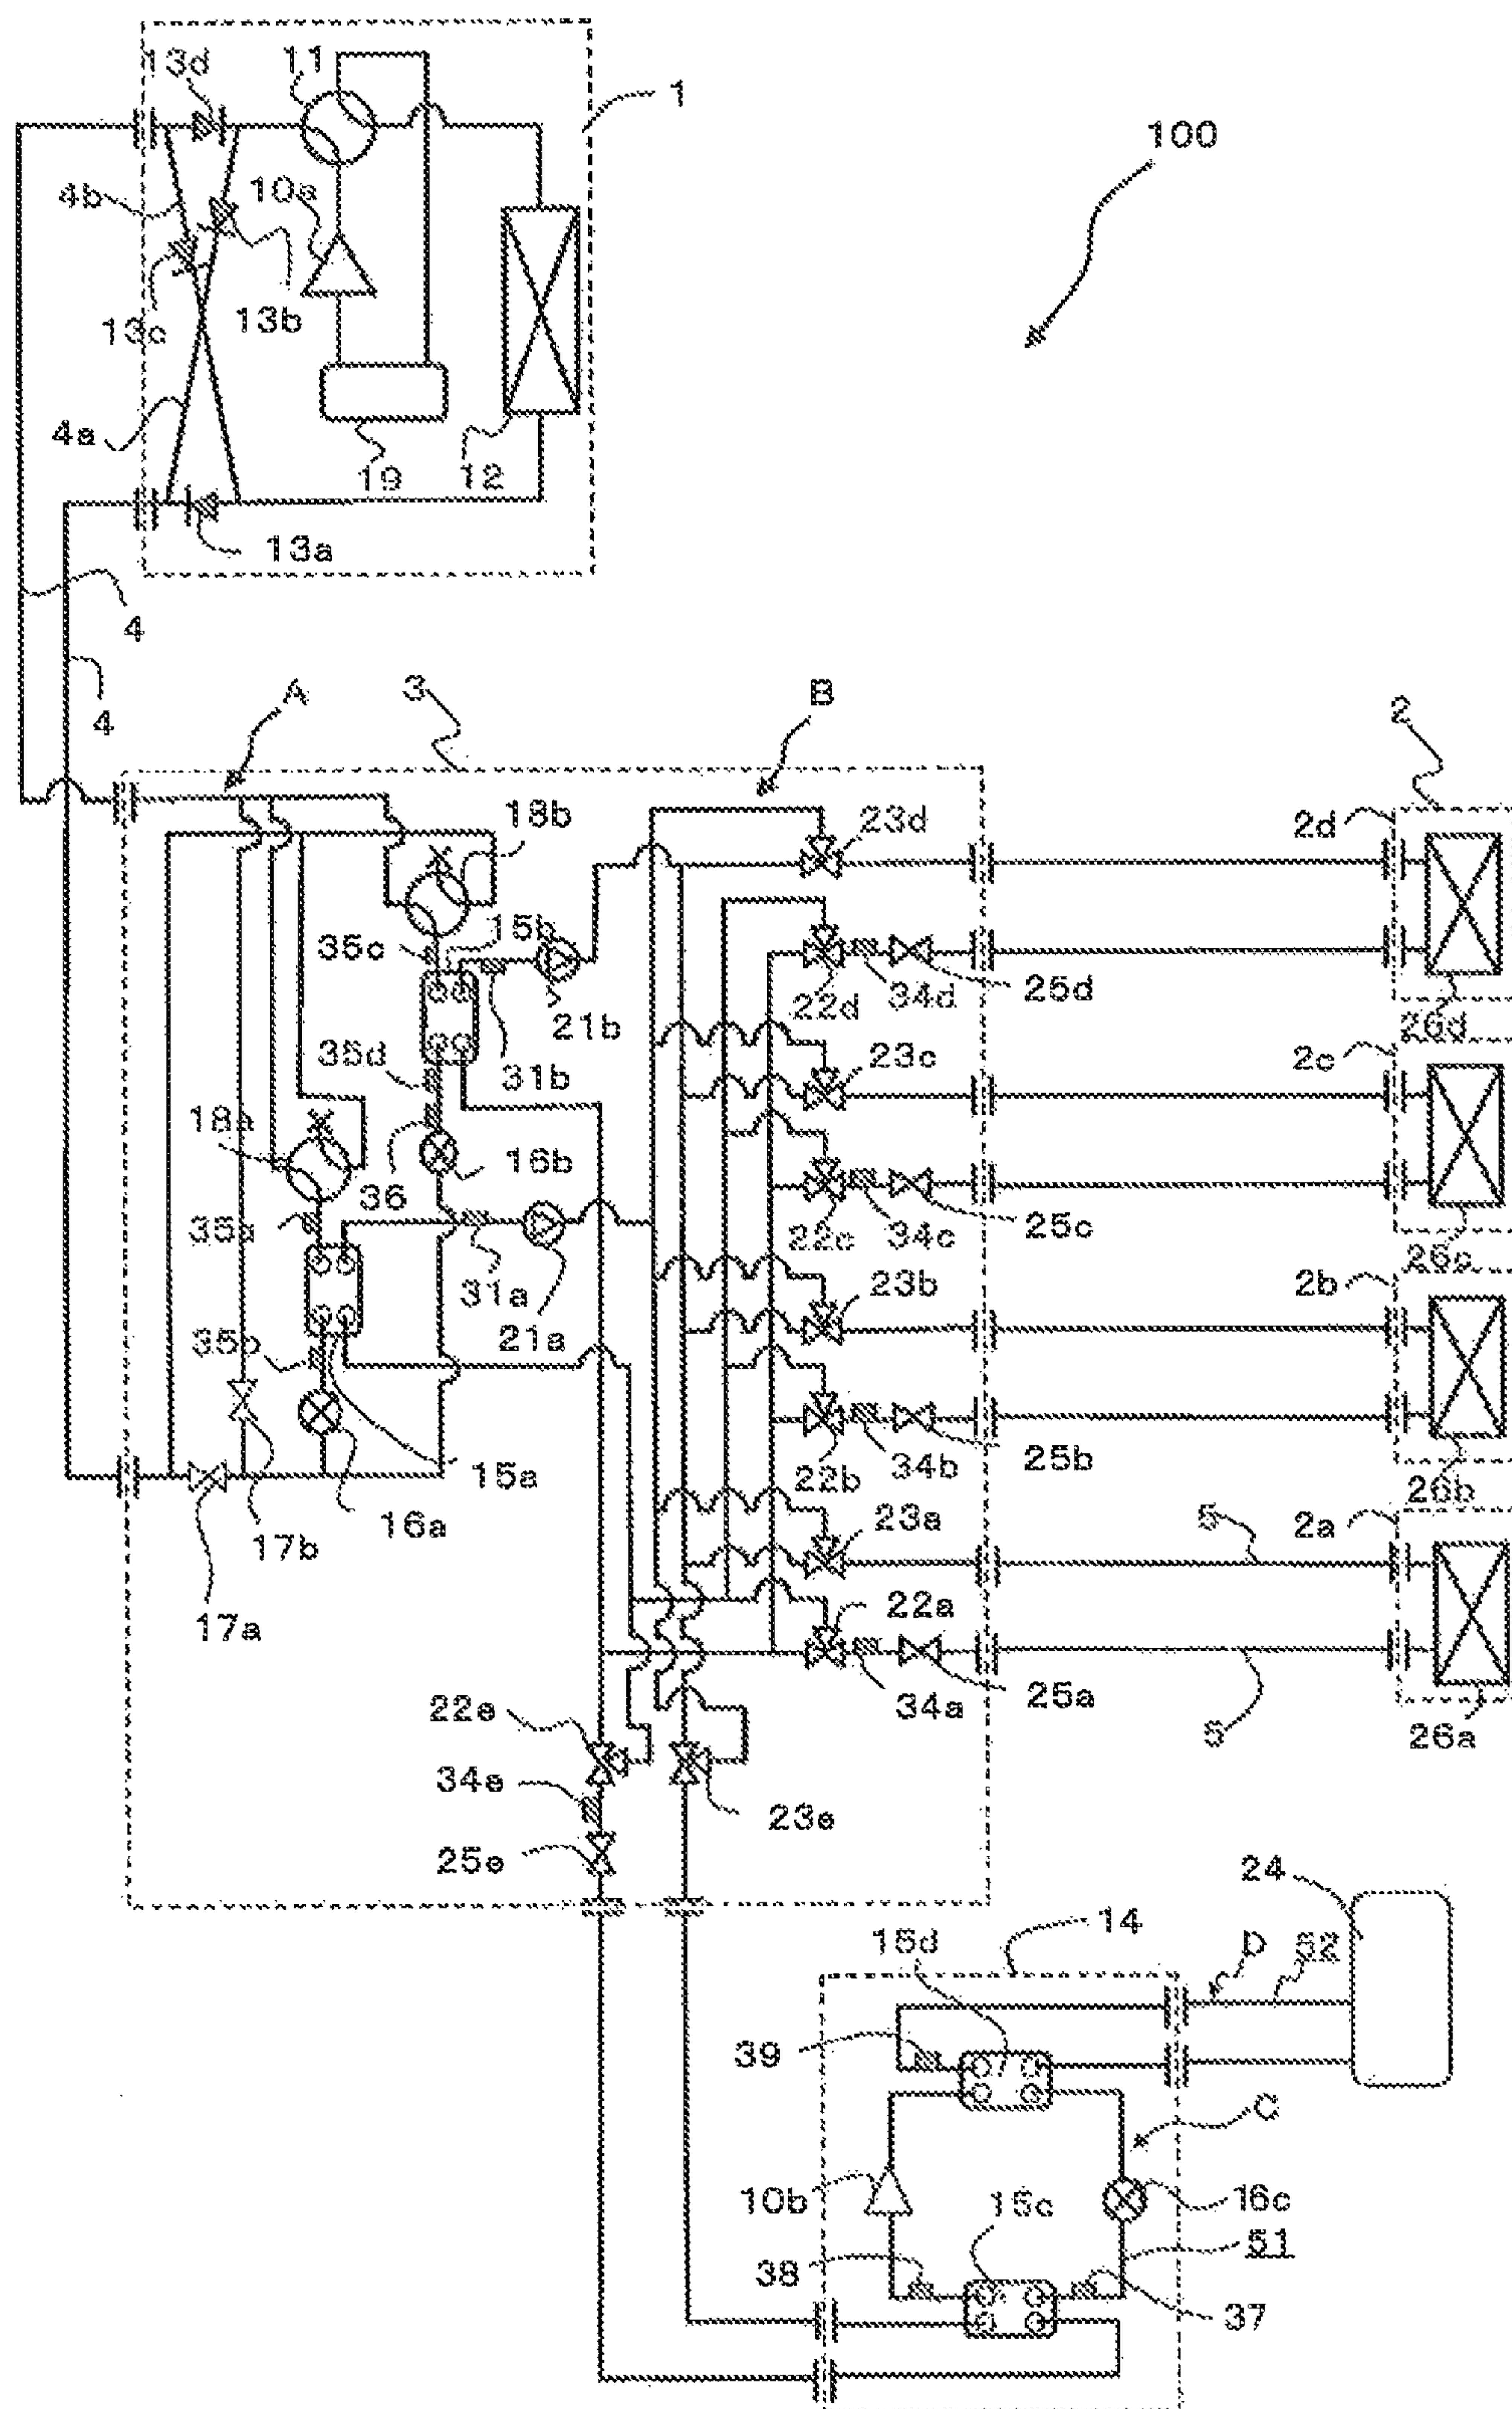 13d
11
1
100
4b
10a
13c
13b
4a
19
12
13a
4
4
A
3
B
2
18b
23d
2d
35c
15b
22d
34d
25d
21b
26d
35d
31b
23c
2c
18a
36
16b
22c
34c
25c
35a
31a
26c
21a
23b
2b
35b
15a
22b
34b
25b
26b
17b
16a
23a
5
2a
17a
22a
34a
25a
5
26a
22e
34e
23e
25e
24
14
15d
D
52
39
C
10b
15c
16c
51
38
37